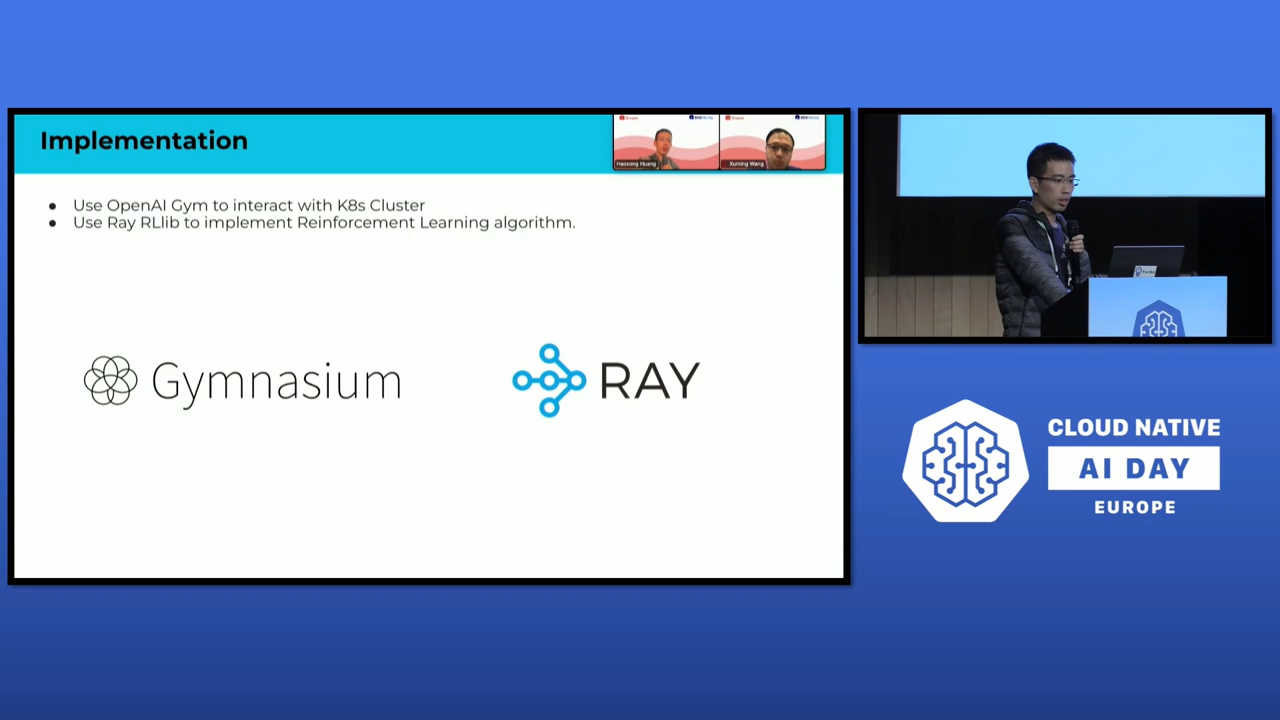 Implementation
Haosong Huang
Xuming Wang
● Use OpenAI Gym to interact with K8s Cluster
● Use Ray RLlib to implement Reinforcement Learning algorithm.
Gymnasium
RAY
CLOUD NATIVE
AI DAY
EUROPE